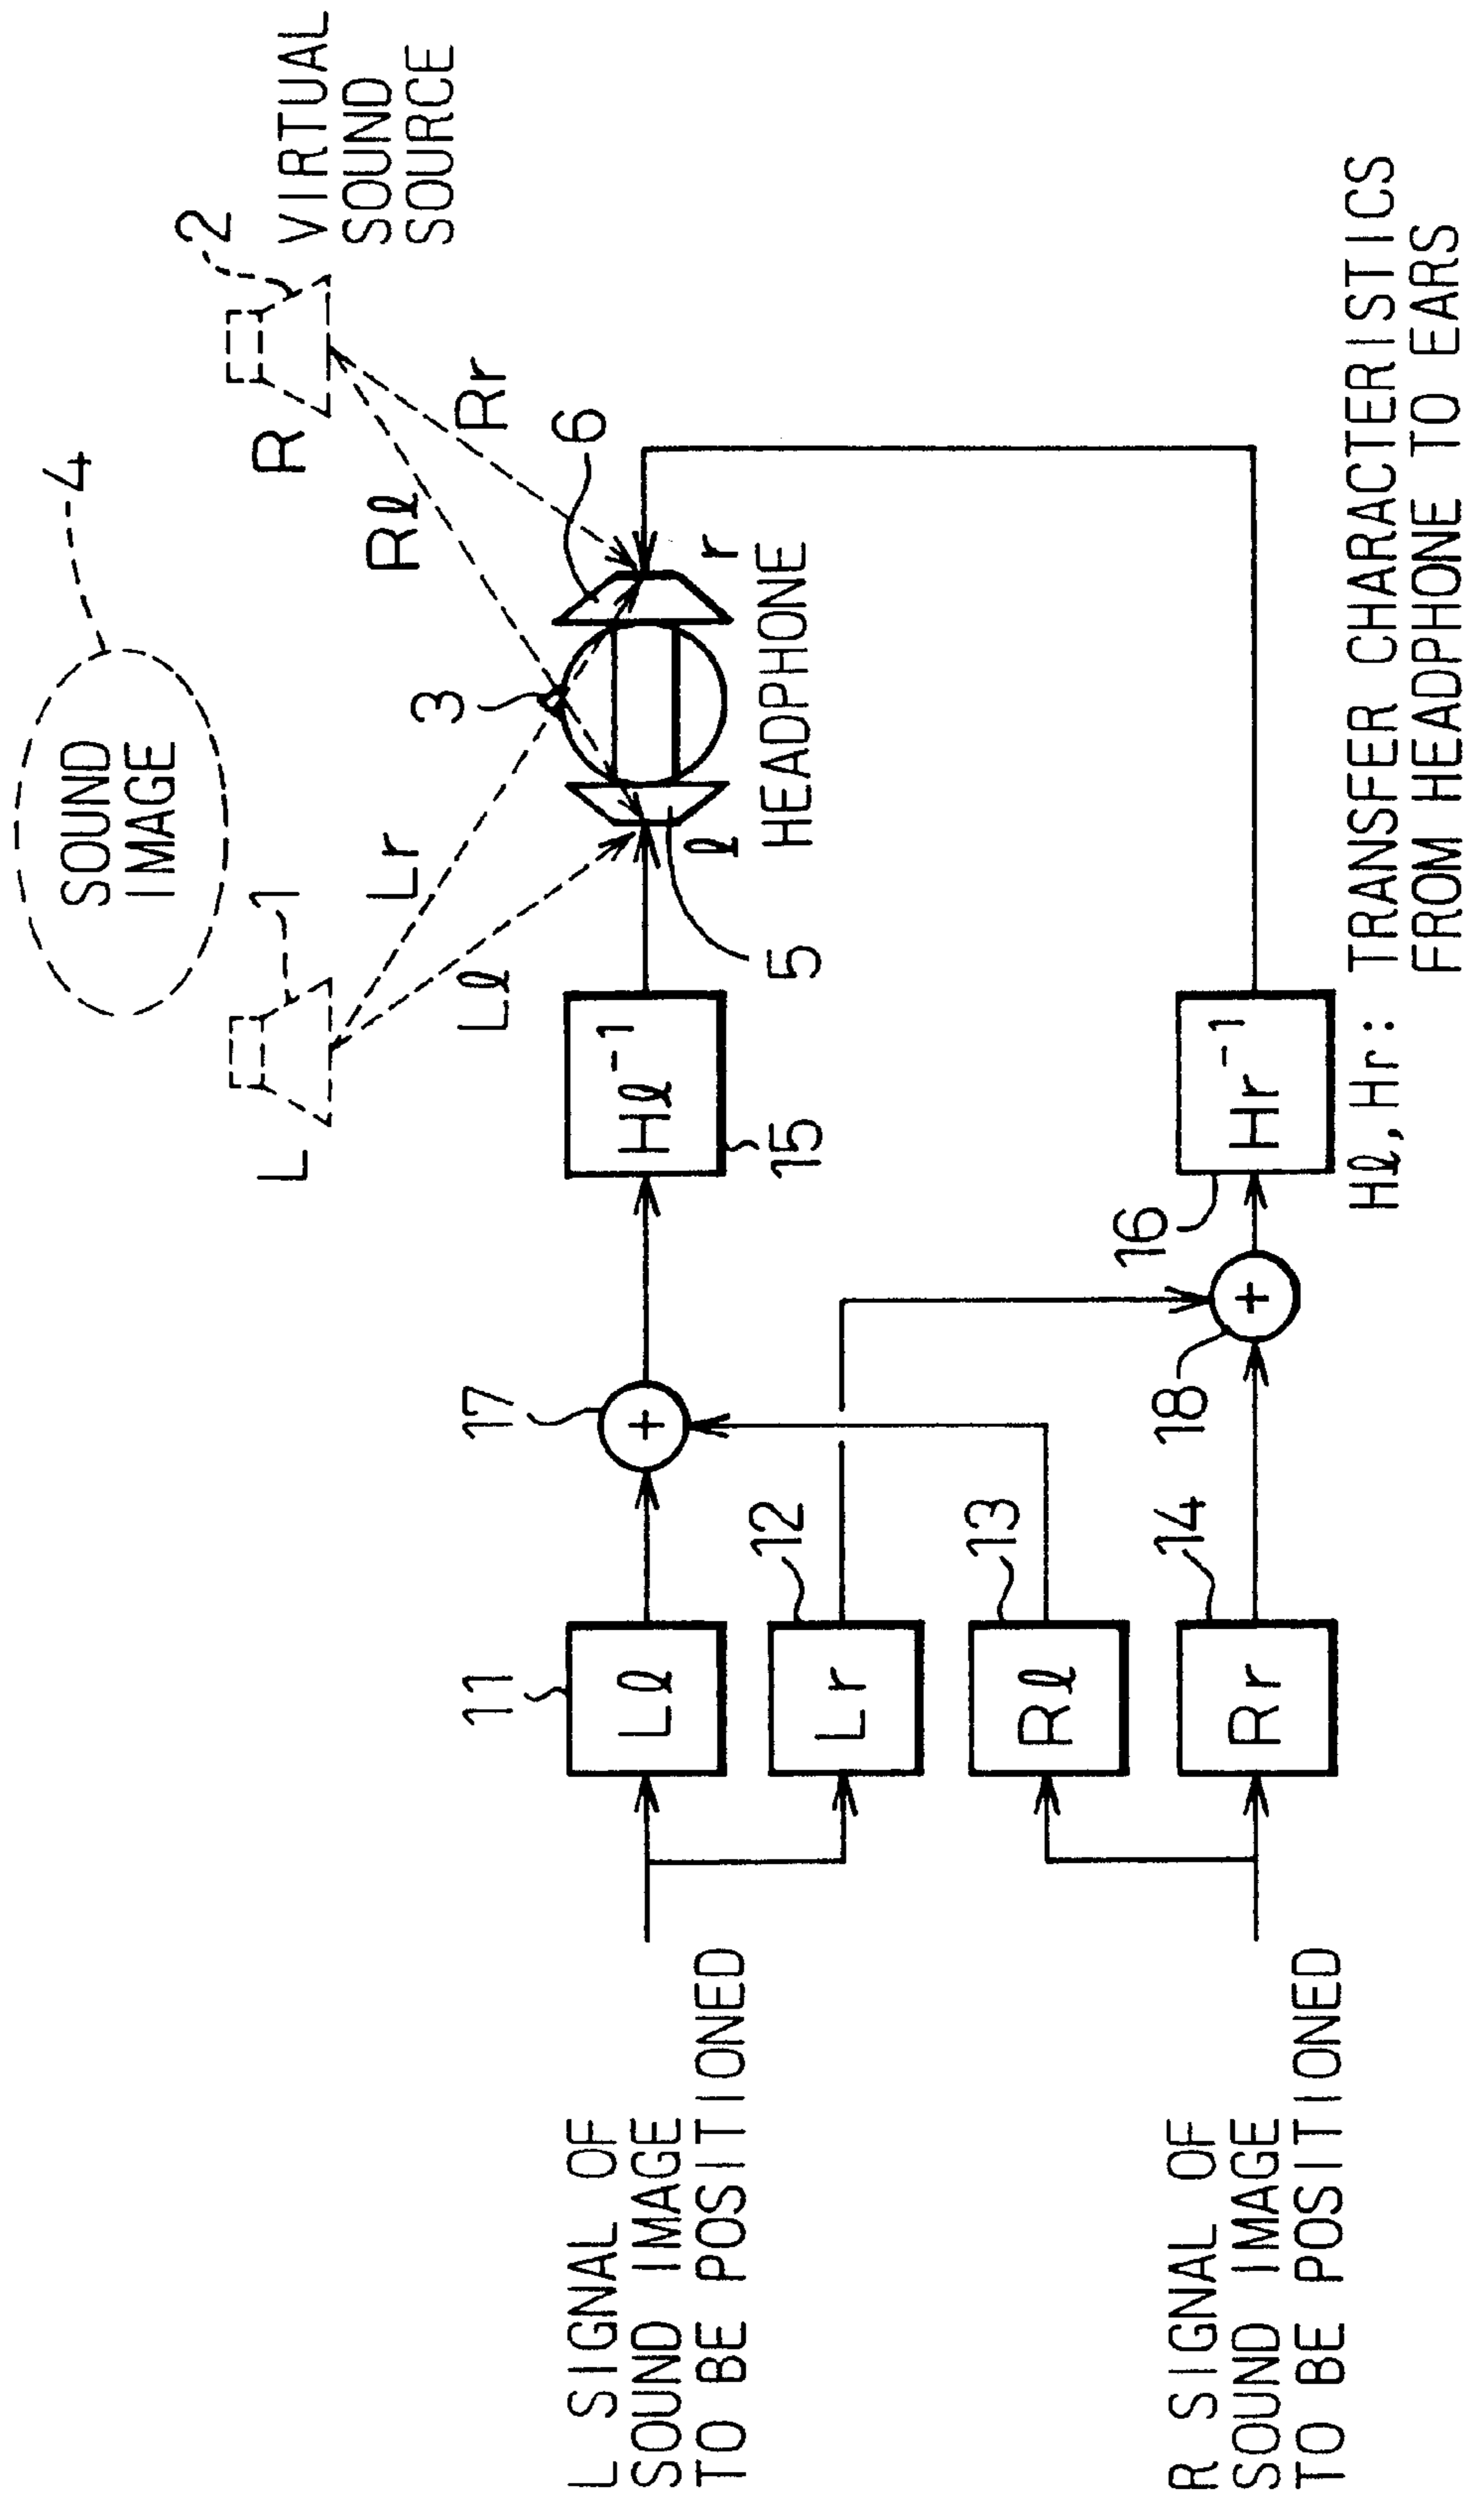 4
SOUND
IMAGE
2
R
VIRTUAL
SOUND
SOURCE
1
L
Lr
Rℓ
Lℓ
Rr
3
6
11
17
Lℓ
Hℓ⁻¹
ℓ
r
HEADPHONE
15
5
L SIGNAL OF
SOUND IMAGE
TO BE POSITIONED
12
Lr
13
Rℓ
14
18
16
Rr
Hr⁻¹
R SIGNAL OF
SOUND IMAGE
TO BE POSITIONED
Hℓ,Hr: TRANSFER CHARACTERISTICS
FROM HEADPHONE TO EARS
+
+